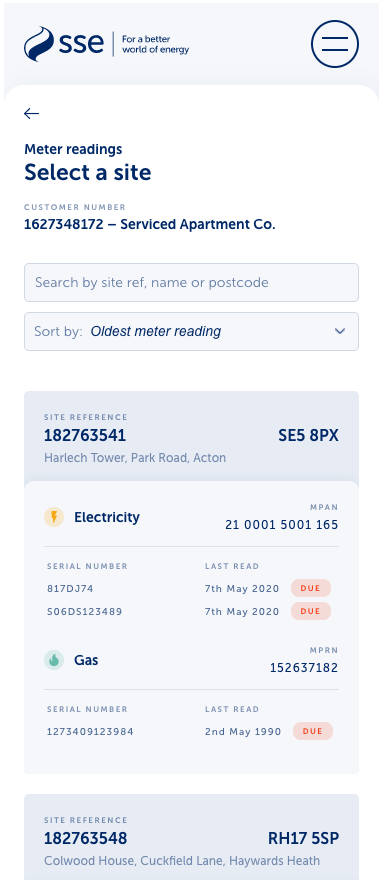 sse
For a better
world of energy
Meter readings
Select a site
CUSTOMER NUMBER
1627348172 – Serviced Apartment Co.
Search by site ref, name or postcode
Sort by: Oldest meter reading
SITE REFERENCE
182763541 SE5 8PX
Harlech Tower, Park Road, Acton
Electricity
MPAN
21 0001 5001 165
SERIAL NUMBER LAST READ
817DJ74 7th May 2020 DUE
S06DS123489 7th May 2020 DUE
Gas
MPRN
152637182
SERIAL NUMBER LAST READ
1273409123984 2nd May 1990 DUE
SITE REFERENCE
182763548 RH17 5SP
Colwood House, Cuckfield Lane, Haywards Heath